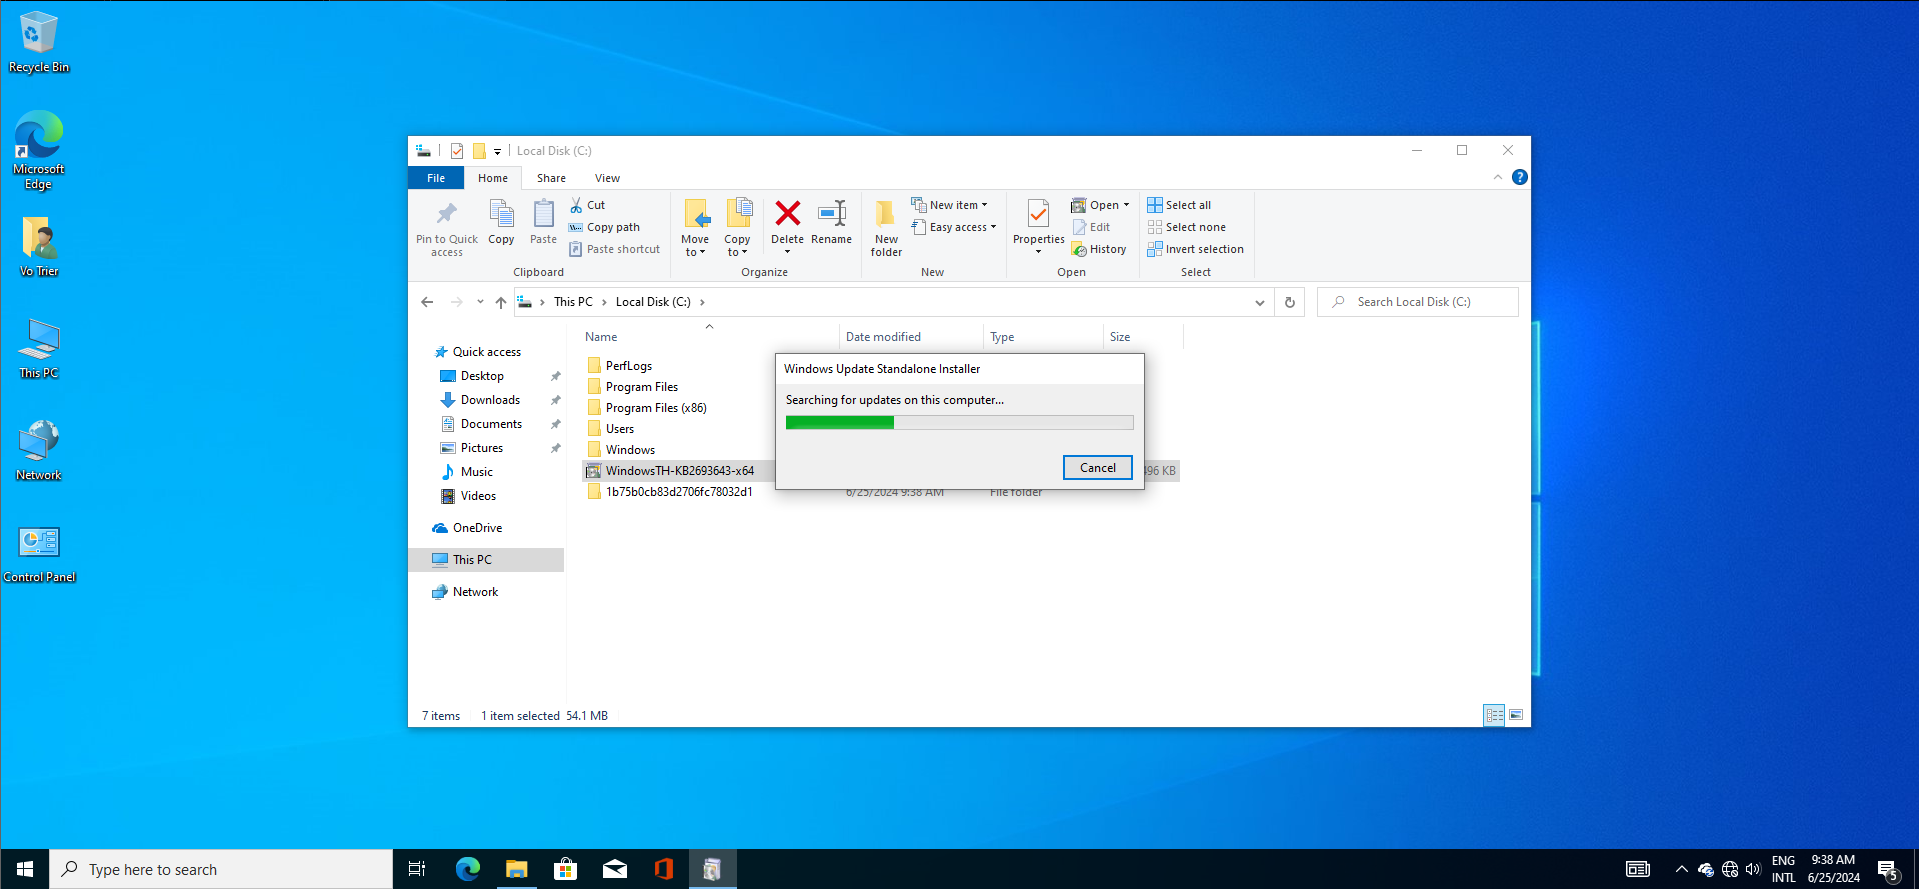 Recycle Bin
Microsoft
Edge
Vo Trier
This PC
Network
Control Panel
Local Disk (C:)
File Home Share View
Pin to Quick
access
Copy
Paste
Cut
Copy path
Paste shortcut
Clipboard
Move
to
Copy
to
Delete
Rename
Organize
New
folder
New item
Easy access
New
Properties
Open
Edit
History
Open
Select all
Select none
Invert selection
Select
This PC > Local Disk (C:) >
Search Local Disk (C:)
Quick access
Desktop
Downloads
Documents
Pictures
Music
Videos
OneDrive
This PC
Network
Name Date modified Type Size
PerfLogs
Program Files
Program Files (x86)
Users
Windows
WindowsTH-KB2693643-x64
1b75b0cb83d2706fc78032d1 6/25/2024 9:38 AM File folder
496 KB
Windows Update Standalone Installer
Searching for updates on this computer...
Cancel
7 items 1 item selected 54.1 MB
Type here to search
ENG
INTL
9:38 AM
6/25/2024
5